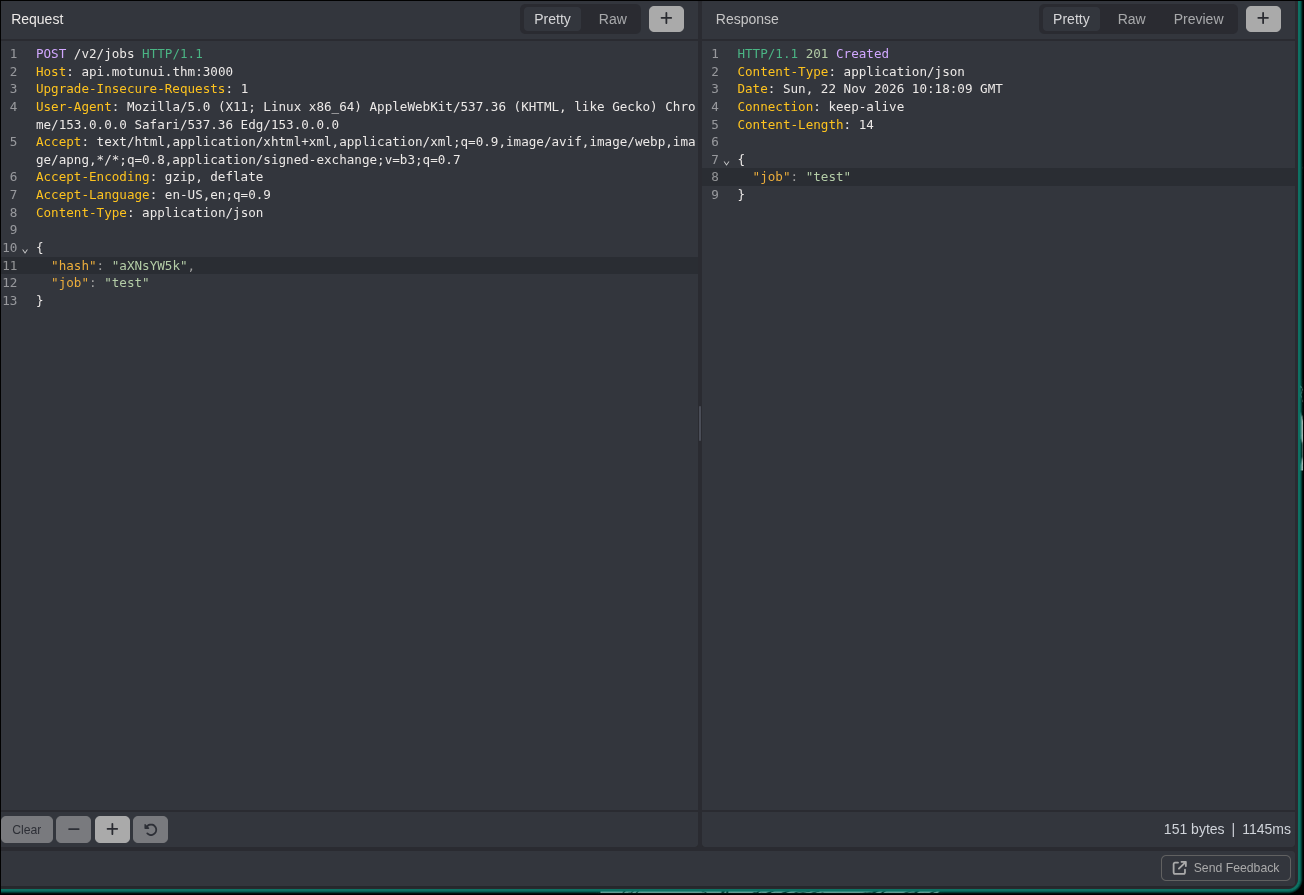 Request
Pretty
Raw
+
1 POST /v2/jobs HTTP/1.1
2 Host: api.motunui.thm:3000
3 Upgrade-Insecure-Requests: 1
4 User-Agent: Mozilla/5.0 (X11; Linux x86_64) AppleWebKit/537.36 (KHTML, like Gecko) Chro
me/153.0.0.0 Safari/537.36 Edg/153.0.0.0
5 Accept: text/html,application/xhtml+xml,application/xml;q=0.9,image/avif,image/webp,ima
ge/apng,*/*;q=0.8,application/signed-exchange;v=b3;q=0.7
6 Accept-Encoding: gzip, deflate
7 Accept-Language: en-US,en;q=0.9
8 Content-Type: application/json
9
10 {
11 "hash": "aXNsYW5k",
12 "job": "test"
13 }
Clear
Response
Pretty
Raw
Preview
+
1 HTTP/1.1 201 Created
2 Content-Type: application/json
3 Date: Sun, 22 Nov 2026 10:18:09 GMT
4 Connection: keep-alive
5 Content-Length: 14
6
7 {
8 "job": "test"
9 }
151 bytes | 1145ms
Send Feedback